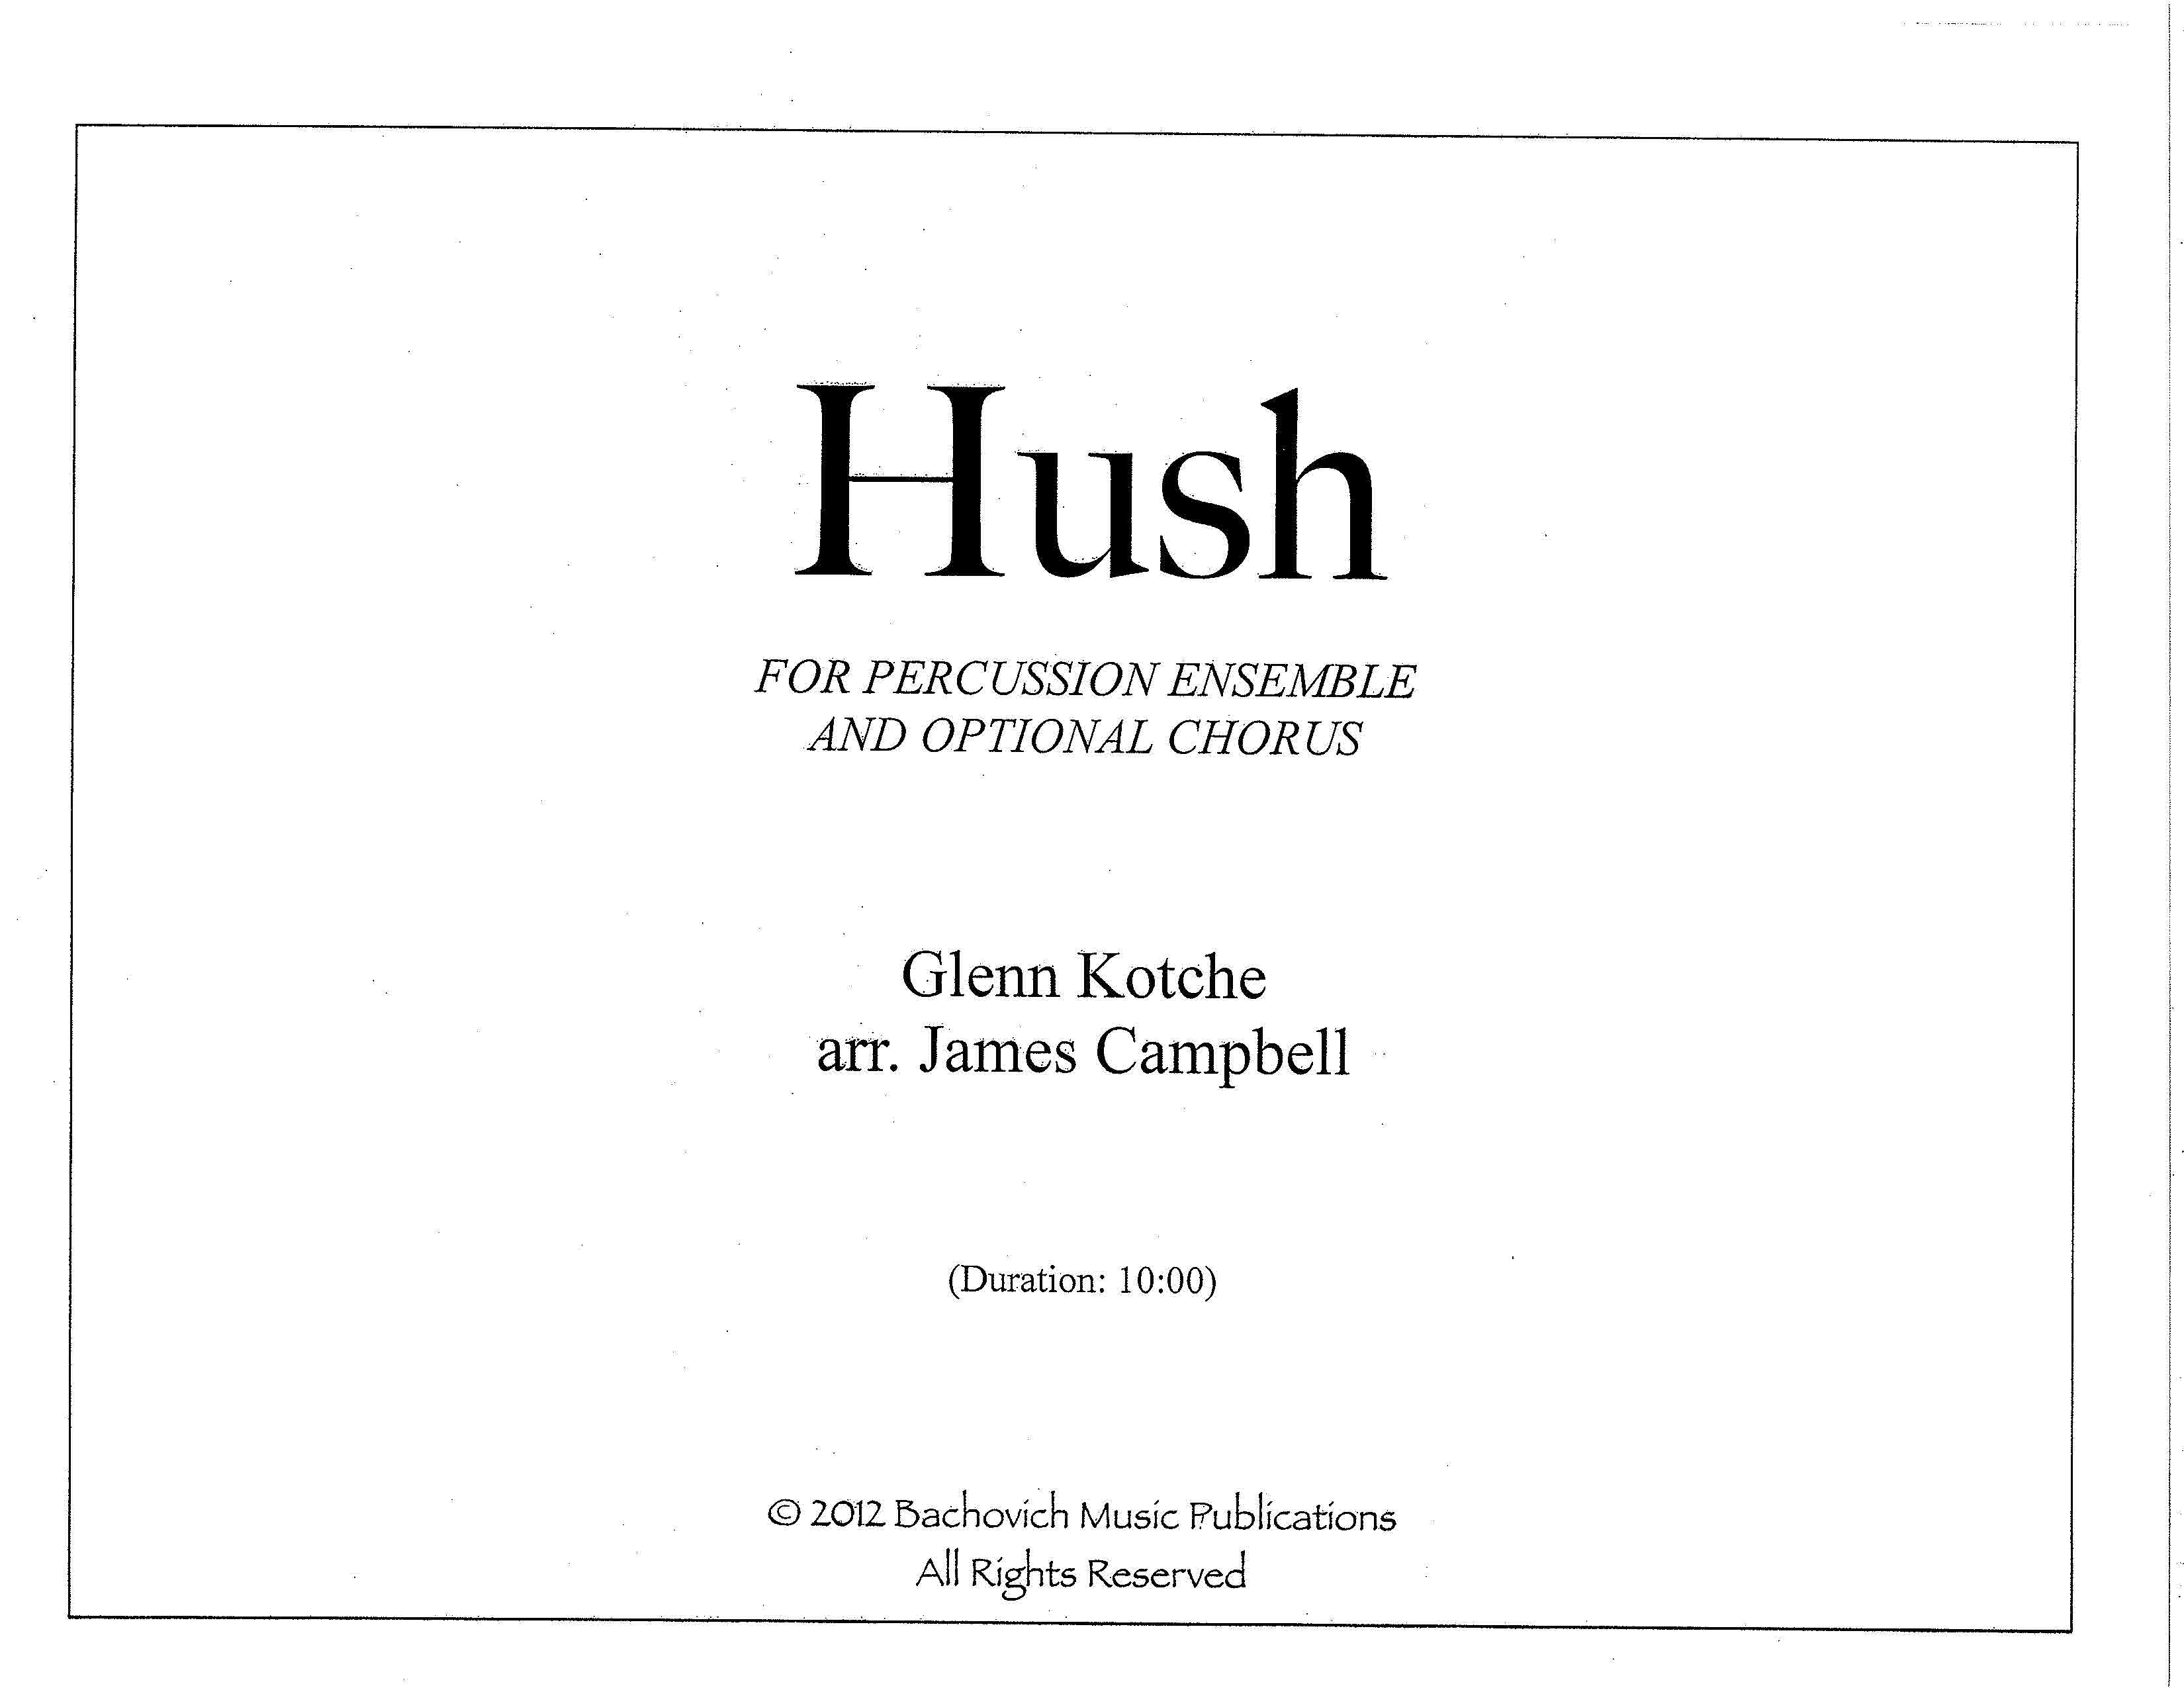 Hush
FOR PERCUSSION ENSEMBLE
AND OPTIONAL CHORUS
Glenn Kotche
arr. James Campbell
(Duration: 10:00)
© 2012 Bachovich Music Publications
All Rights Reserved